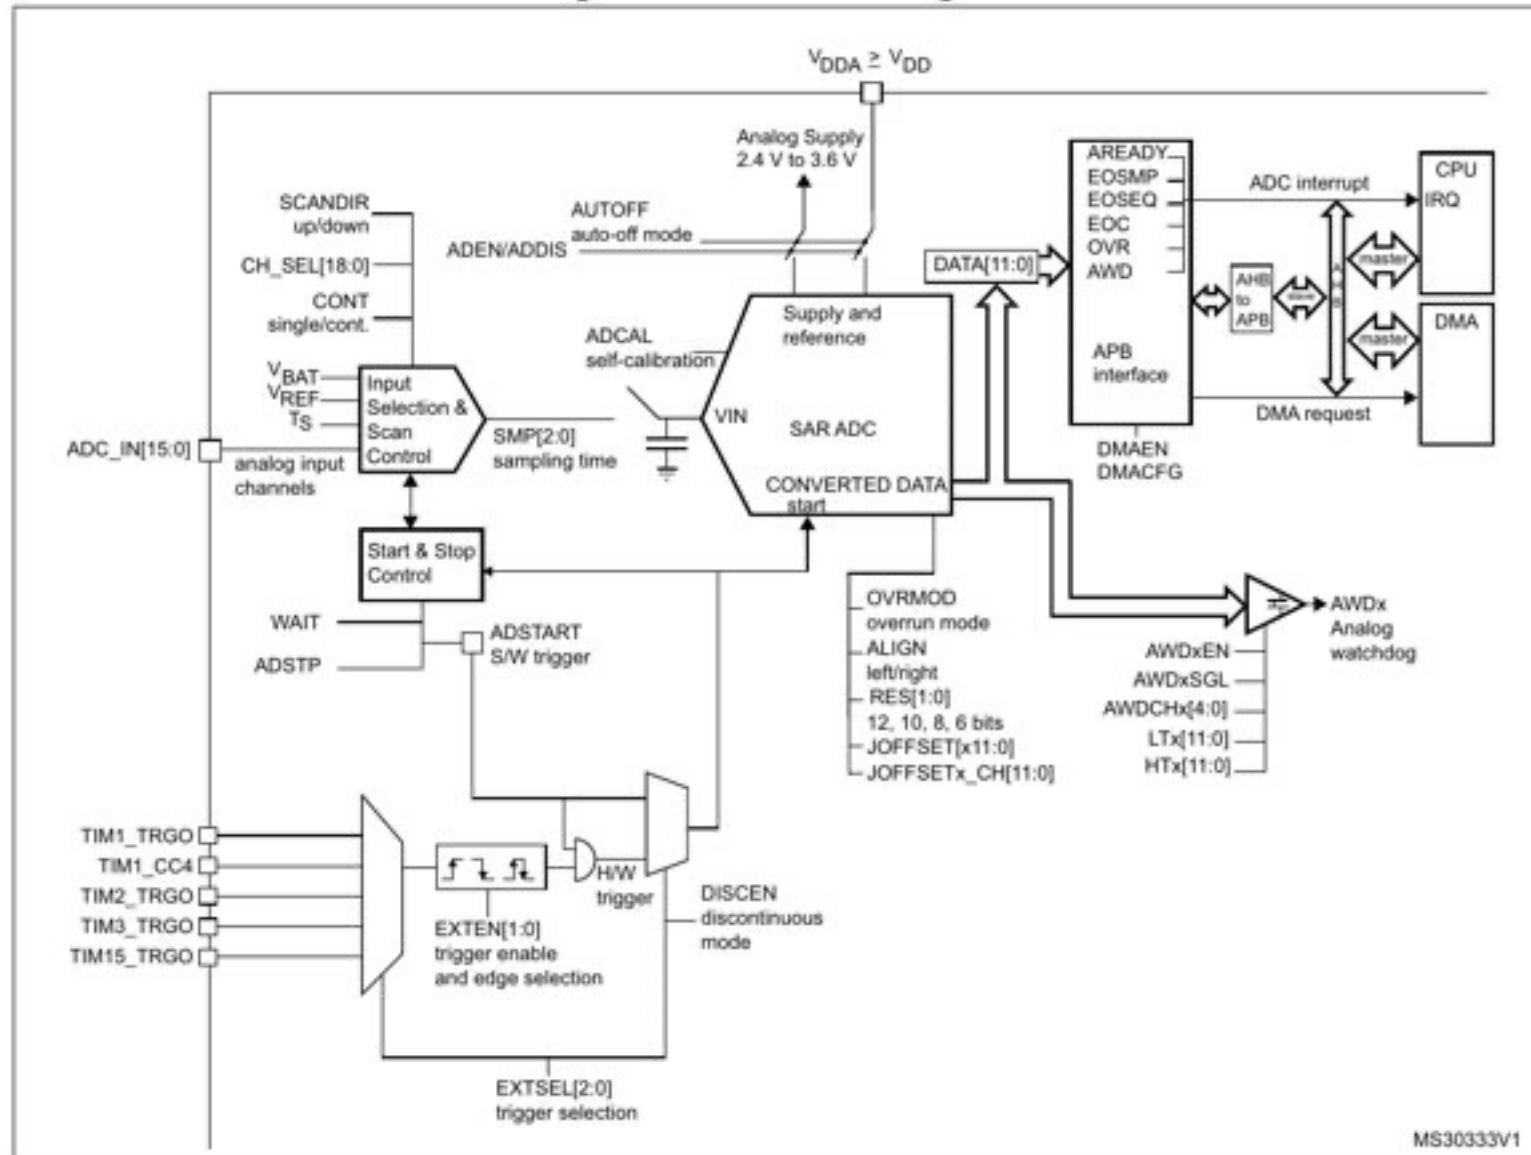 VDDA ≥ VDD
Analog Supply
2.4 V to 3.6 V
SCANDIR
up/down
CH_SEL[18:0]
CONT
single/cont.
AUTOFF
auto-off mode
ADEN/ADDIS
ADCAL
self-calibration
Supply and
reference
VIN
SAR ADC
CONVERTED DATA
start
VBAT
VREF
TS
ADC_IN[15:0]
analog input
channels
Input
Selection &
Scan
Control
SMP[2:0]
sampling time
Start & Stop
Control
WAIT
ADSTP
ADSTART
S/W trigger
DATA[11:0]
AREADY
EOSMP
EOSEQ
EOC
OVR
AWD
APB
interface
DMAEN
DMACFG
ADC interrupt
AHB
to
APB
slave
A
H
B
master
master
CPU
IRQ
DMA
DMA request
OVRMOD
overrun mode
ALIGN
left/right
RES[1:0]
12, 10, 8, 6 bits
JOFFSET[x11:0]
JOFFSETx_CH[11:0]
AWDx
Analog
watchdog
AWDxEN
AWDxSGL
AWDCHx[4:0]
LTx[11:0]
HTx[11:0]
TIM1_TRGO
TIM1_CC4
TIM2_TRGO
TIM3_TRGO
TIM15_TRGO
EXTEN[1:0]
trigger enable
and edge selection
H/W
trigger
DISCEN
discontinuous
mode
EXTSEL[2:0]
trigger selection
MS30333V1